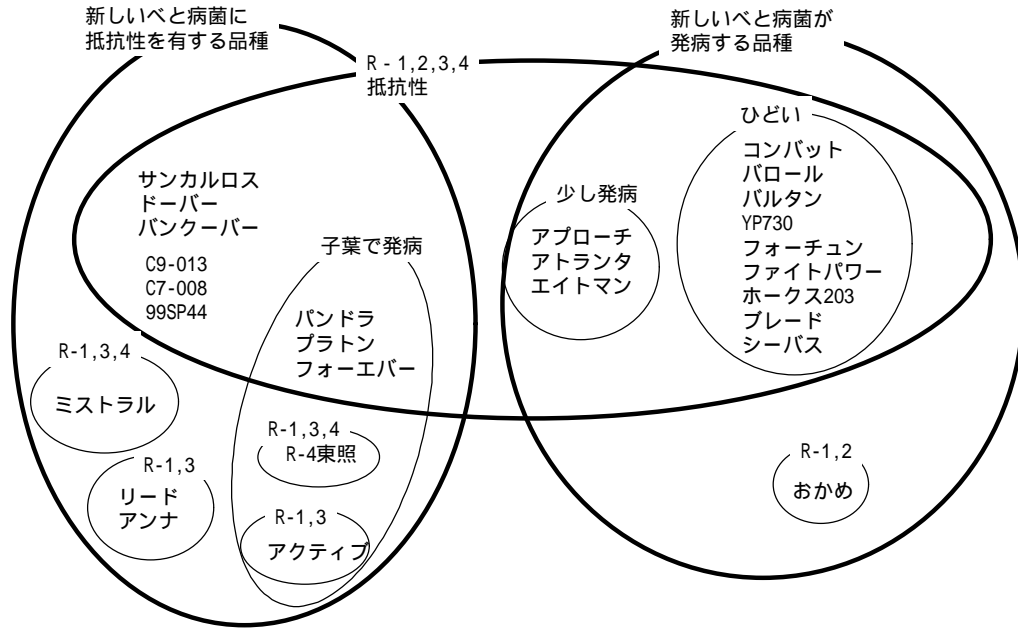 新しいべと病菌に
抵抗性を有する品種
新しいべと病菌が
発病する品種
R - 1,2,3,4
抵抗性
サンカルロス
ドーバー
バンクーバー
C9-013
C7-008
99SP44
子葉で発病
パンドラ
プラトン
フォーエバー
少し発病
アプローチ
アトランタ
エイトマン
ひどい
コンバット
バロール
バルタン
YP730
フォーチュン
ファイトパワー
ホークス203
ブレード
シーバス
R-1,3,4
ミストラル
R-1,3
リード
アンナ
R-1,3,4
R-4東照
R-1,3
アクティブ
R-1,2
おかめ